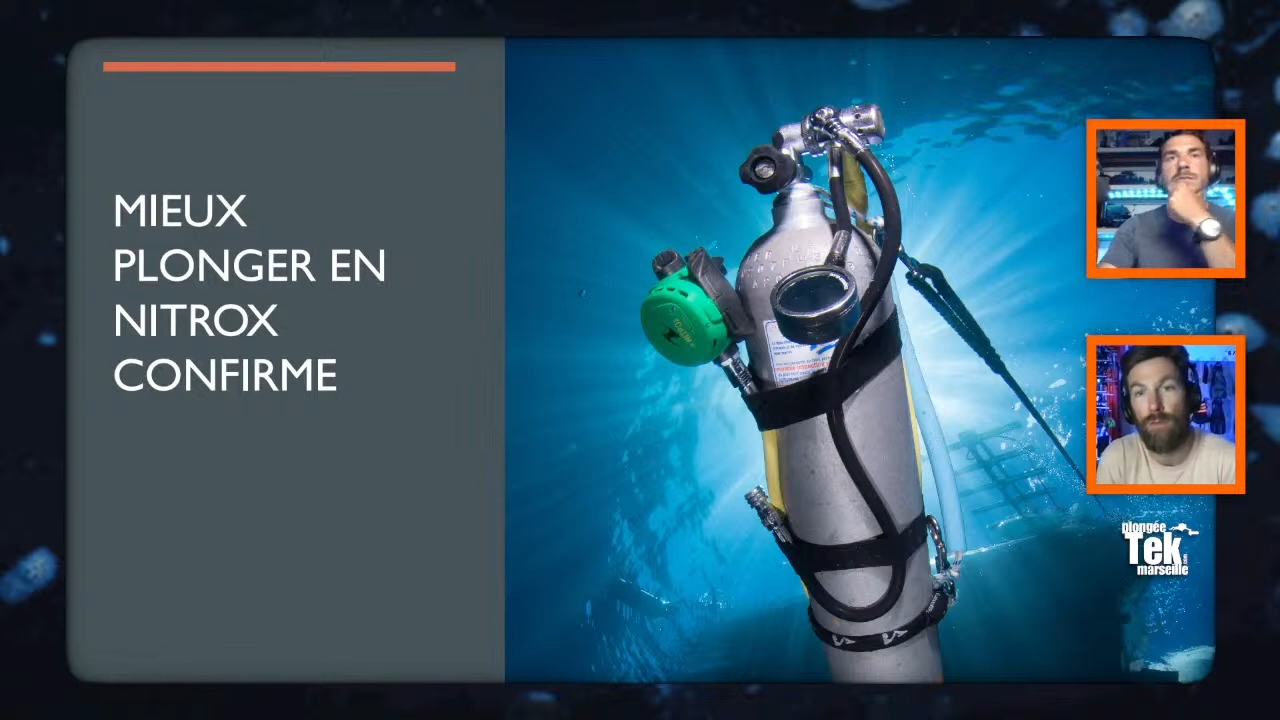 MIEUX
PLONGER EN
NITROX
CONFIRME
plongée
Tek
marseille